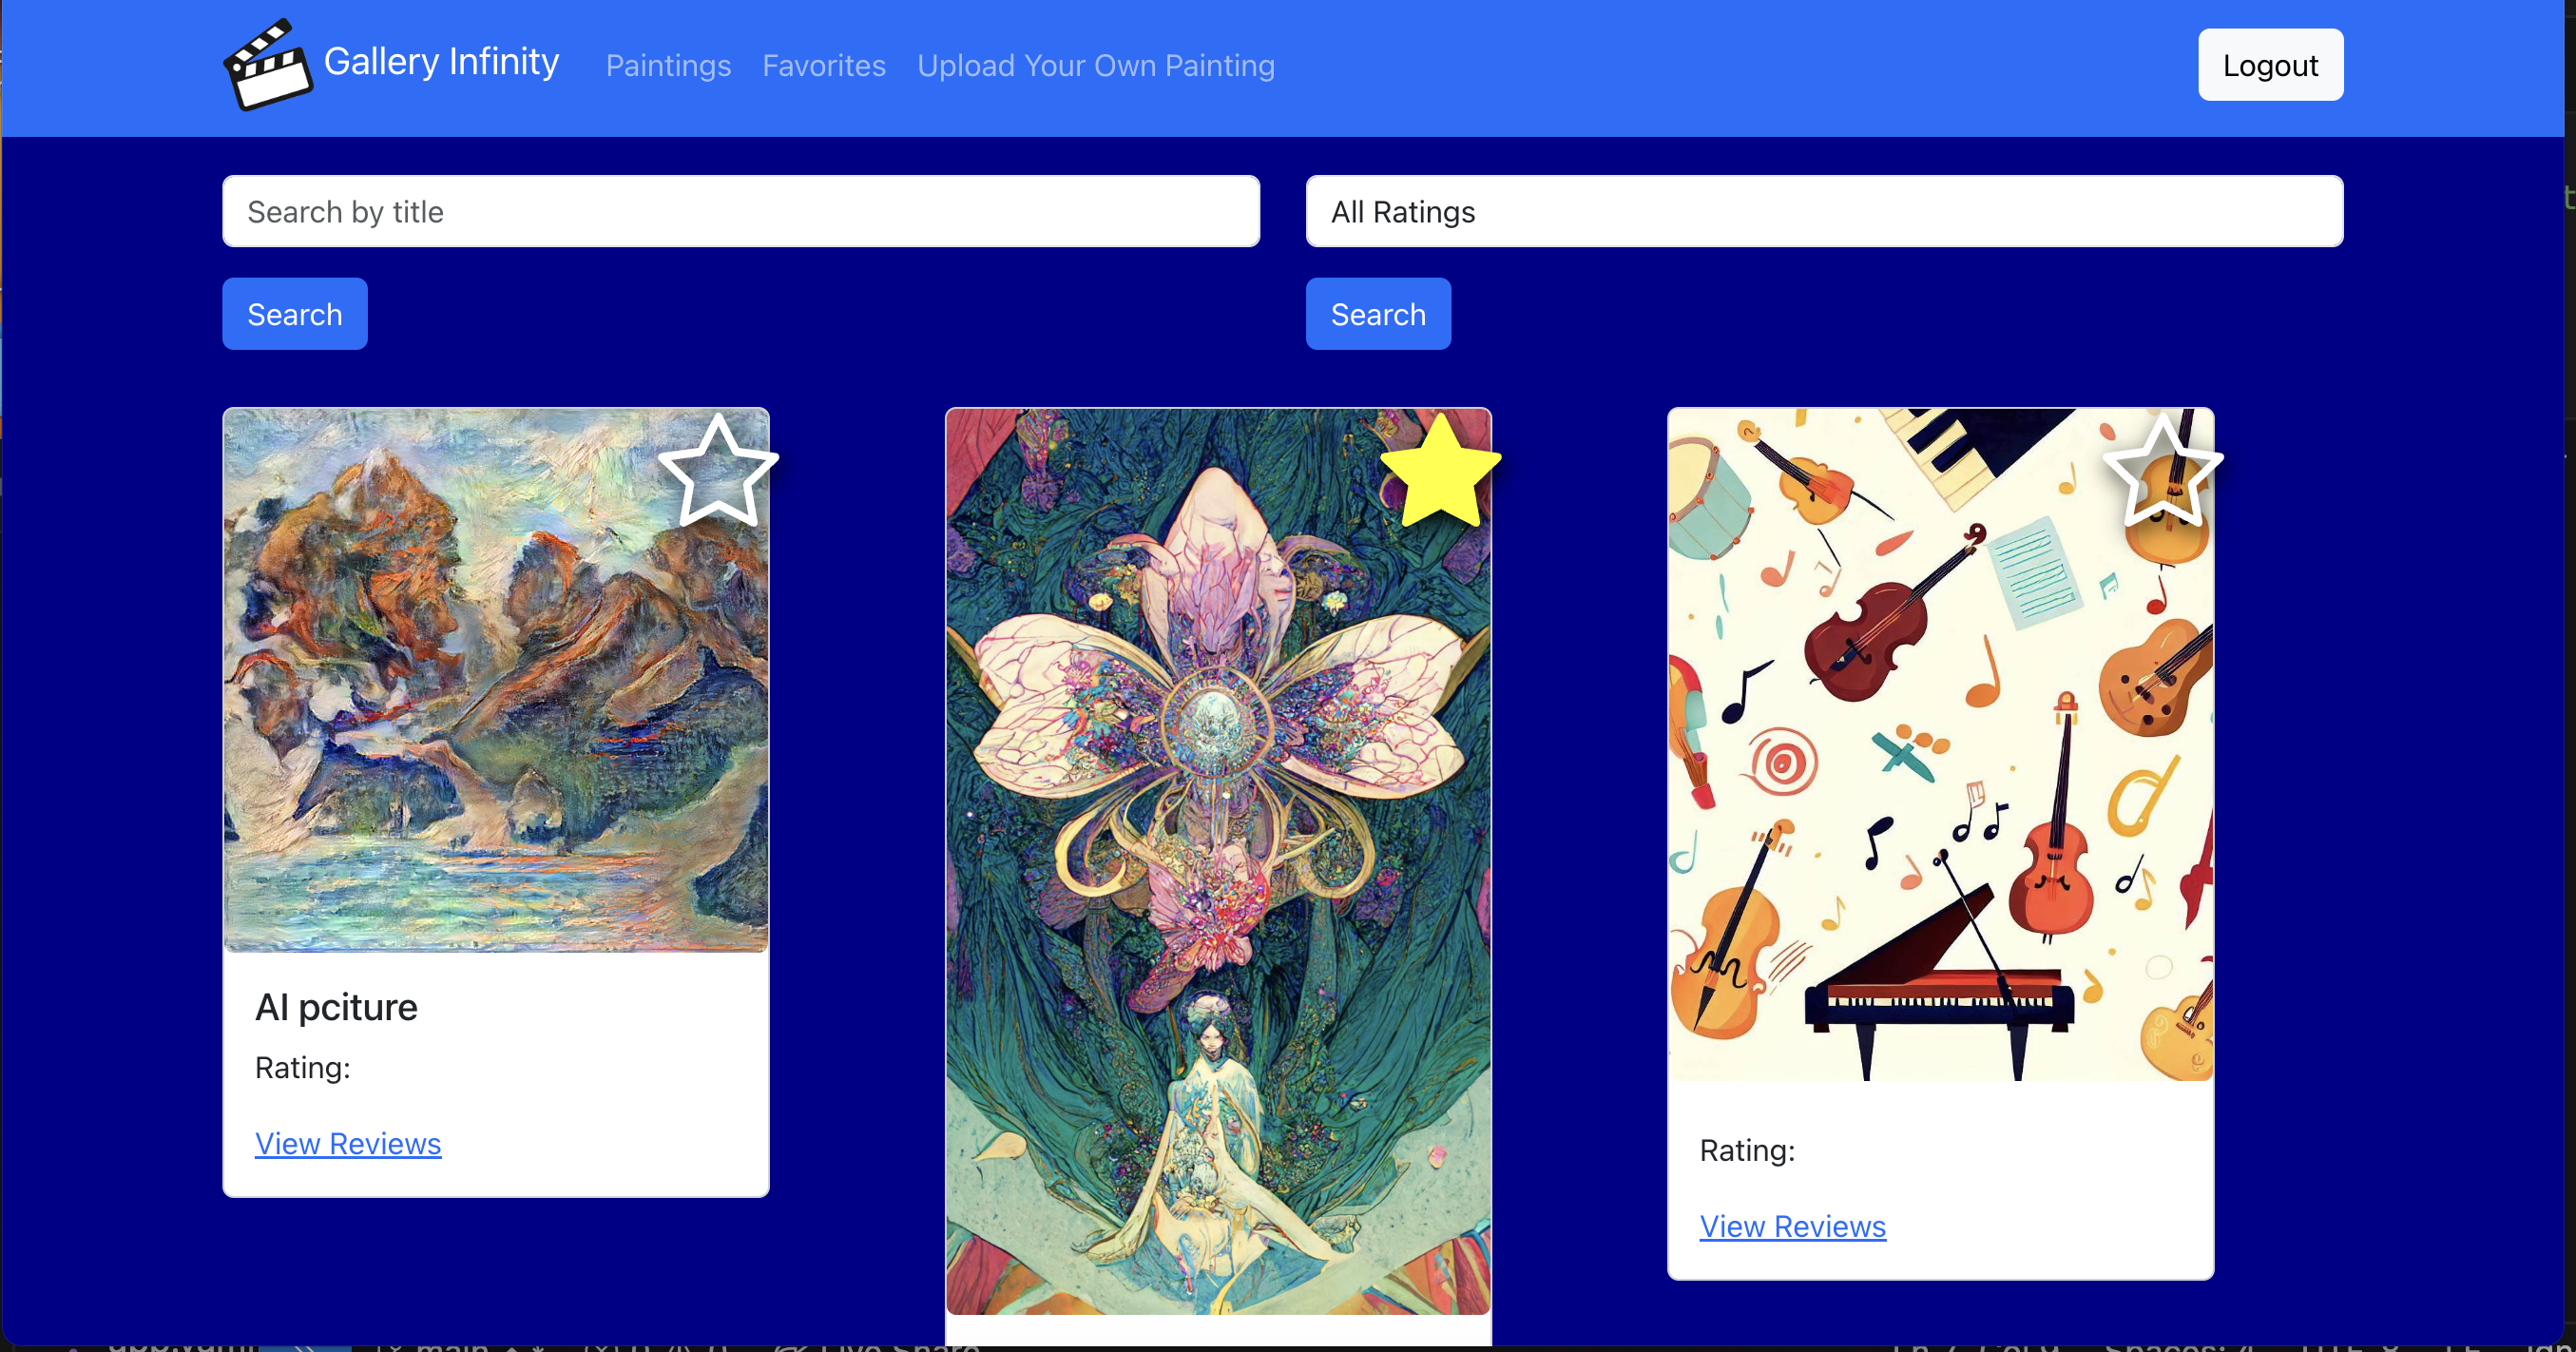 Gallery Infinity
Paintings Favorites Upload Your Own Painting
Logout
Search by title
All Ratings
Search
Search
AI pciture
Rating:
View Reviews
Rating:
View Reviews